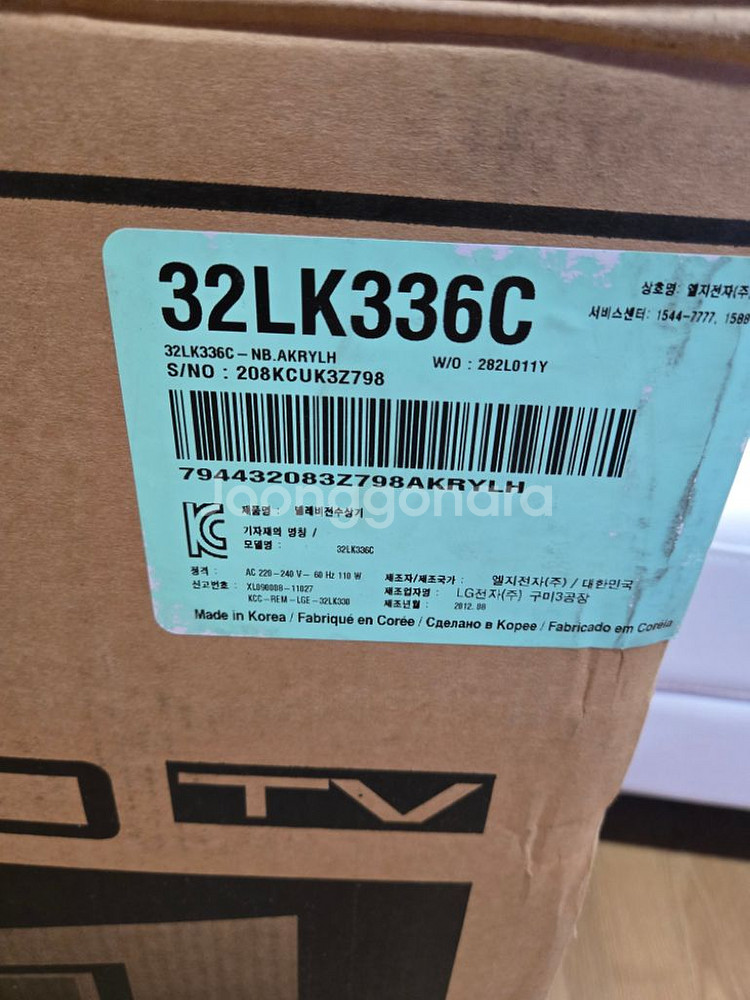 32LK336C
상호명: 엘지전자(주
서비스센터: 1544-7777, 1588
32LK336C-NB.AKRYLH
W/O : 282L011Y
S/NO : 208KCUK3Z798
794432083Z798AKRYLH
joonggonara
KC
제품명 : 텔레비전수상기
기자재의 명칭 /
모델명 : 32LK336C
정격 : AC 220-240 V~ 60 Hz 110 W
신고번호 : XL090008-11027
KCC-REM-LGE-32LK330
제조자/제조국가 : 엘지전자(주) / 대한민국
제조업자명 : LG전자(주) 구미3공장
제조년월 : 2012. 08
Made in Korea / Fabriqué en Corée / Сделано в Корее / Fabricado em Coreia
TV